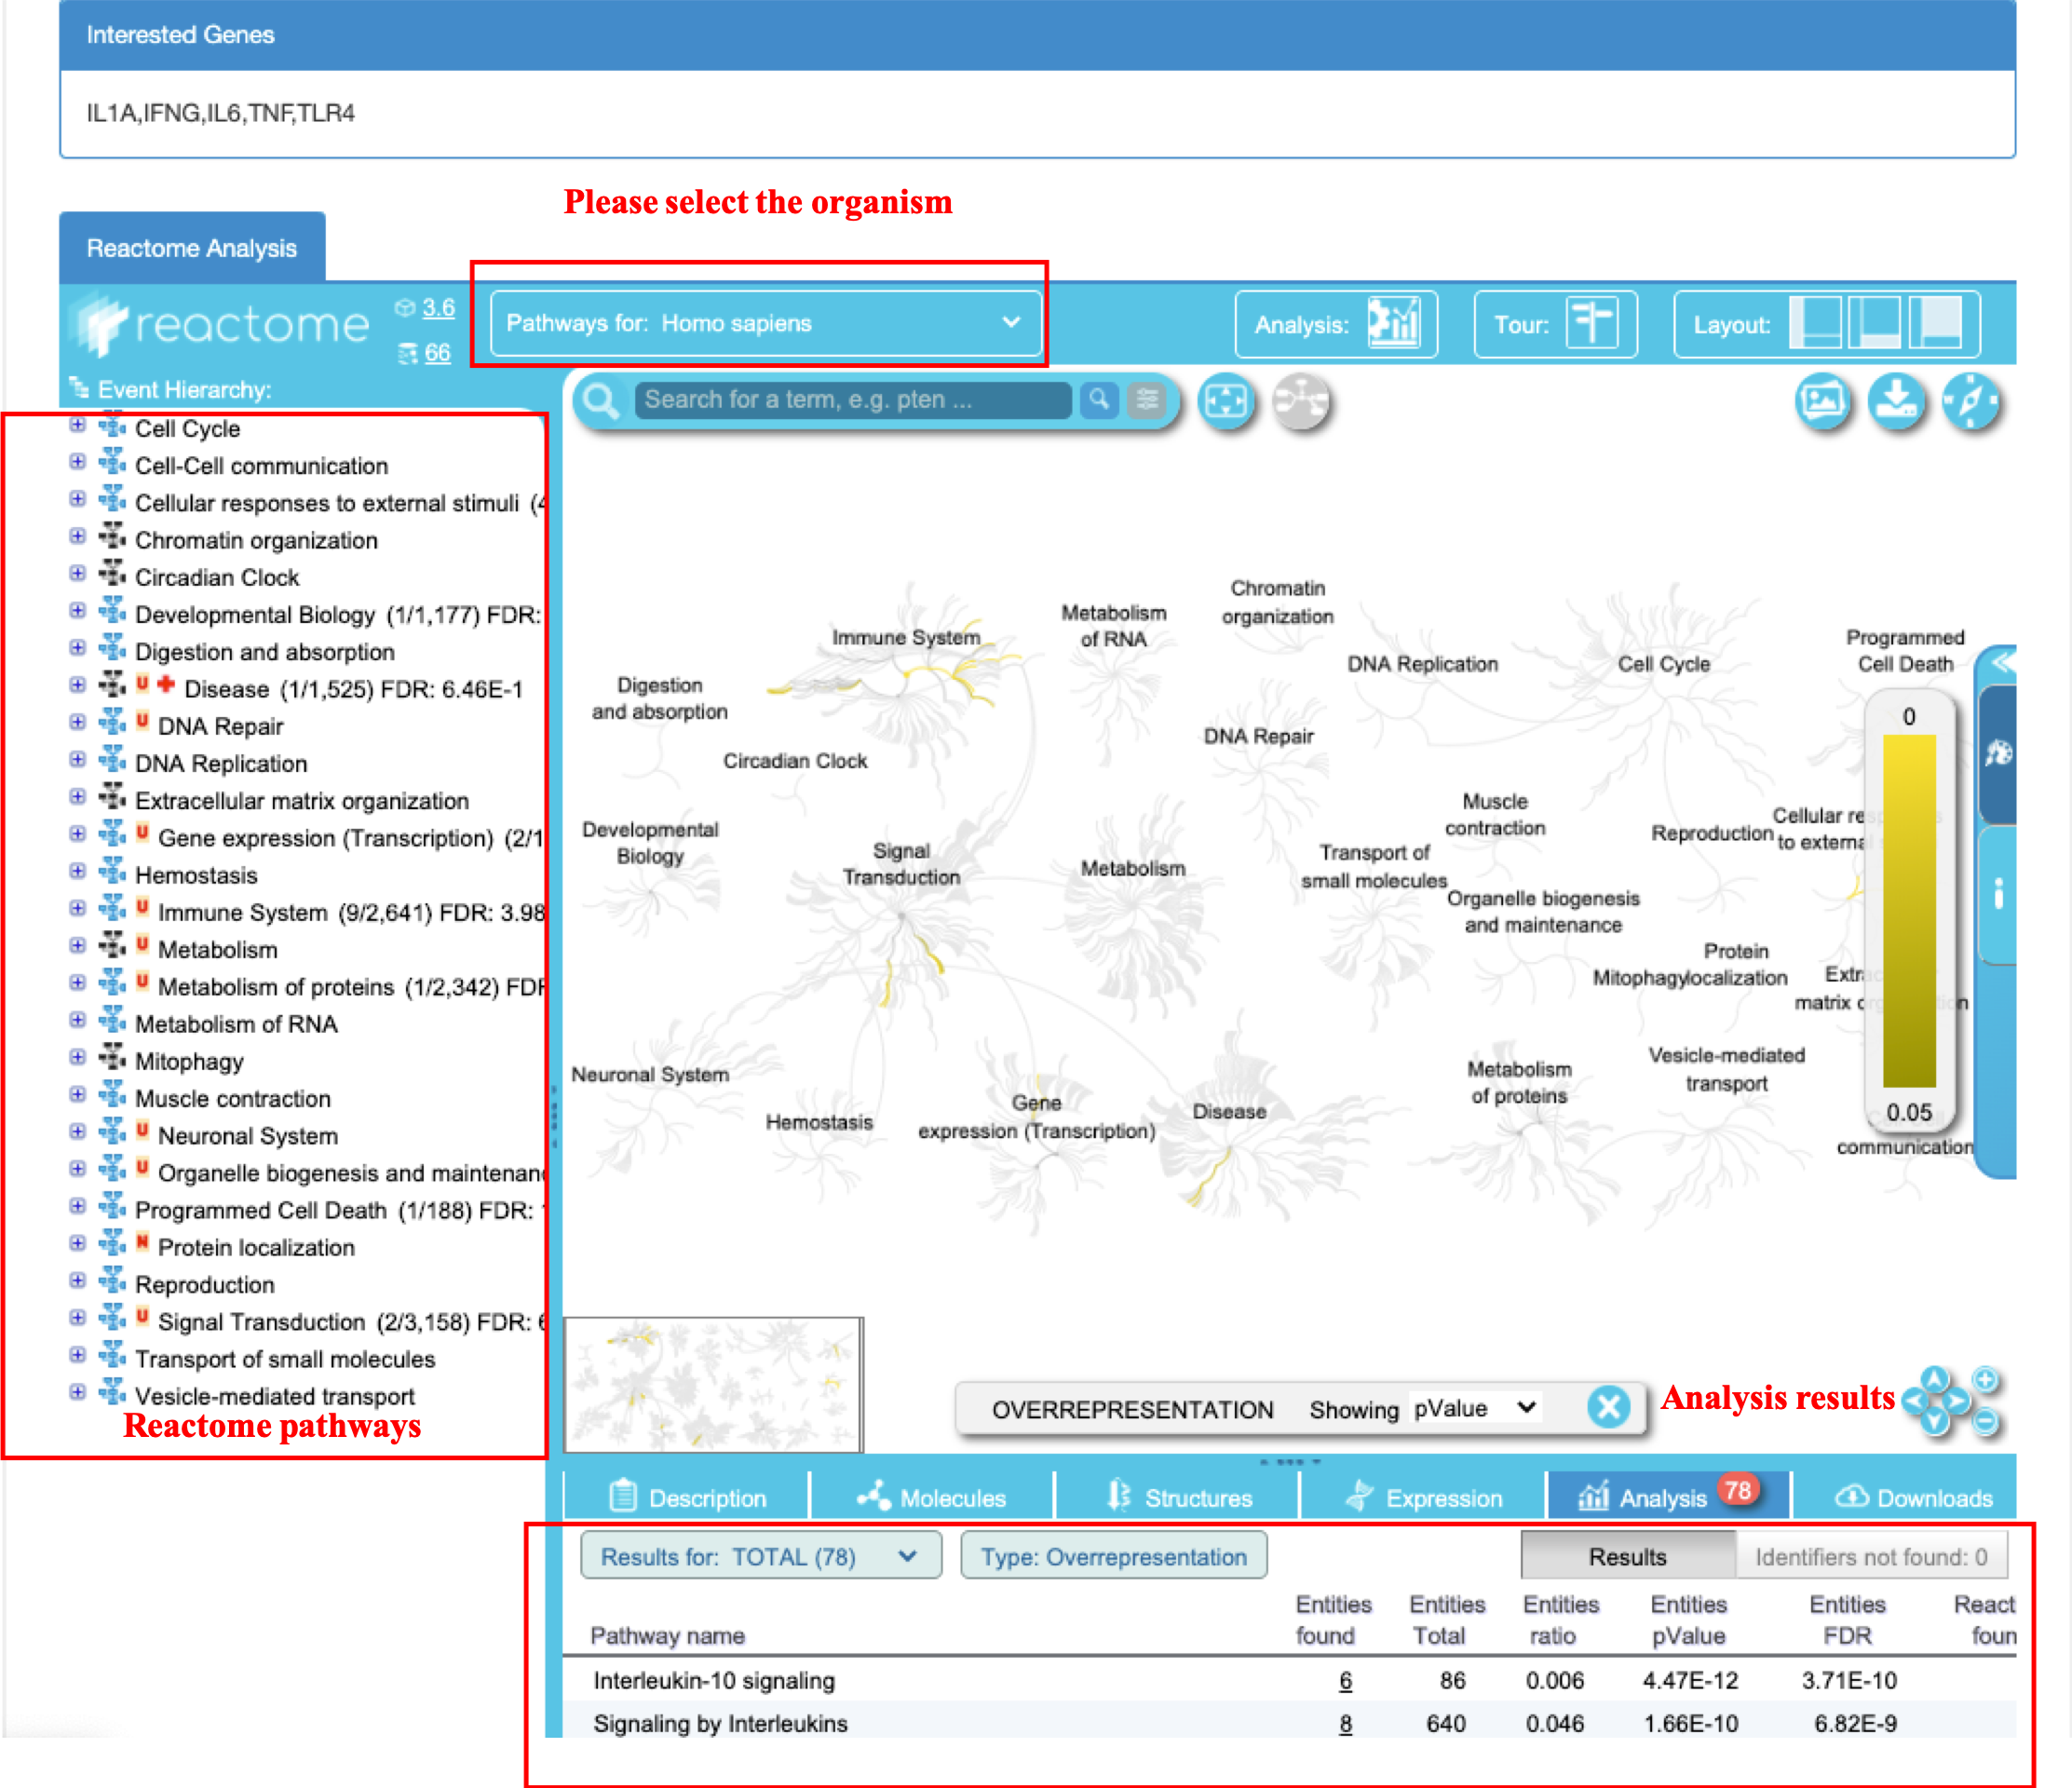 Interested Genes
IL1A,IFNG,IL6,TNF,TLR4
Please select the organism
Reactome Analysis
reactome
3.6
66
Pathways for: Homo sapiens
Analysis:
Tour:
Layout:
Event Hierarchy:
Search for a term, e.g. pten ...
Cell Cycle
Cell-Cell communication
Cellular responses to external stimuli (4
Chromatin organization
Circadian Clock
Developmental Biology (1/1,177) FDR:
Digestion and absorption
U Disease (1/1,525) FDR: 6.46E-1
U DNA Repair
DNA Replication
Extracellular matrix organization
U Gene expression (Transcription) (2/1
Hemostasis
U Immune System (9/2,641) FDR: 3.98
U Metabolism
U Metabolism of proteins (1/2,342) FDR
Metabolism of RNA
Mitophagy
Muscle contraction
U Neuronal System
U Organelle biogenesis and maintenan
Programmed Cell Death (1/188) FDR:
N Protein localization
Reproduction
U Signal Transduction (2/3,158) FDR: 6
Transport of small molecules
Vesicle-mediated transport
Reactome pathways
Chromatin
organization
Metabolism
of RNA
Immune System
DNA Replication
Cell Cycle
Programmed
Cell Death
Digestion
and absorption
DNA Repair
Circadian Clock
0
Developmental
Biology
Signal
Transduction
Metabolism
Muscle
contraction
Transport of
small molecules
Reproduction
Cellular re
to externa
Organelle biogenesis
and maintenance
Protein
localization
Mitophagy
Extra
matrix organization
Neuronal System
Hemostasis
Gene
expression (Transcription)
Disease
Metabolism
of proteins
Vesicle-mediated
transport
0.05
communication
OVERREPRESENTATION Showing pValue
Analysis results
Description
Molecules
Structures
Expression
Analysis 78
Downloads
Results for: TOTAL (78)
Type: Overrepresentation
Results
Identifiers not found: 0
Pathway name
Entities found
Entities Total
Entities ratio
Entities pValue
Entities FDR
React foun
Interleukin-10 signaling 6 86 0.006 4.47E-12 3.71E-10
Signaling by Interleukins 8 640 0.046 1.66E-10 6.82E-9